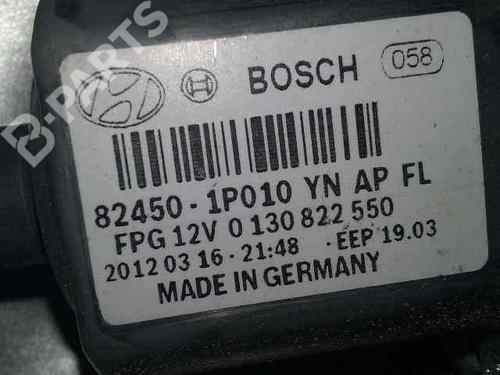 B-PARTS
BOSCH 058
82450-1P010 YN AP FL
FPG 12V 0 130 822 550
2012 03 16-21:48 - EEP 19.03
MADE IN GERMANY